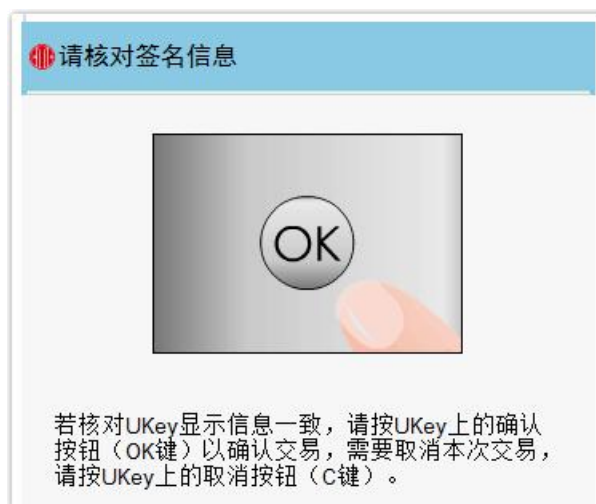 请核对签名信息
OK
若核对UKey显示信息一致，请按UKey上的确认
按钮（OK键）以确认交易，需要取消本次交易，
请按UKey上的取消按钮（C键）。